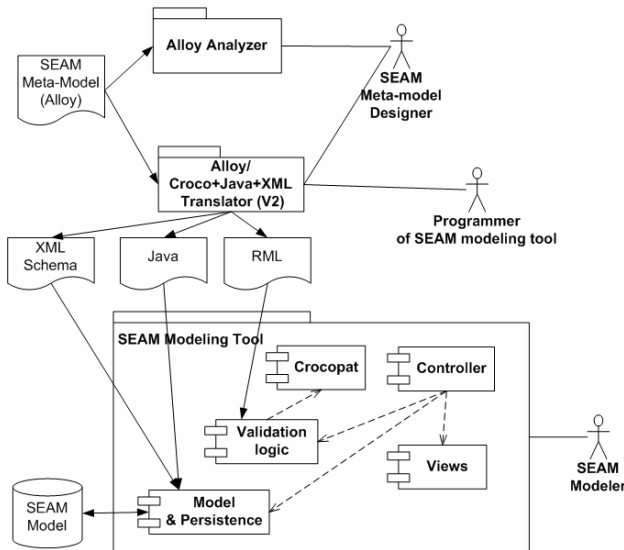 SEAM
Meta-Model
(Alloy)
Alloy Analyzer
SEAM
Meta-model
Designer
Alloy/
Croco+Java+XML
Translator (V2)
Programmer
of SEAM modeling tool
XML
Schema
Java
RML
SEAM Modeling Tool
Crocopat
Controller
Validation
logic
Views
SEAM
Modeler
SEAM
Model
Model
& Persistence